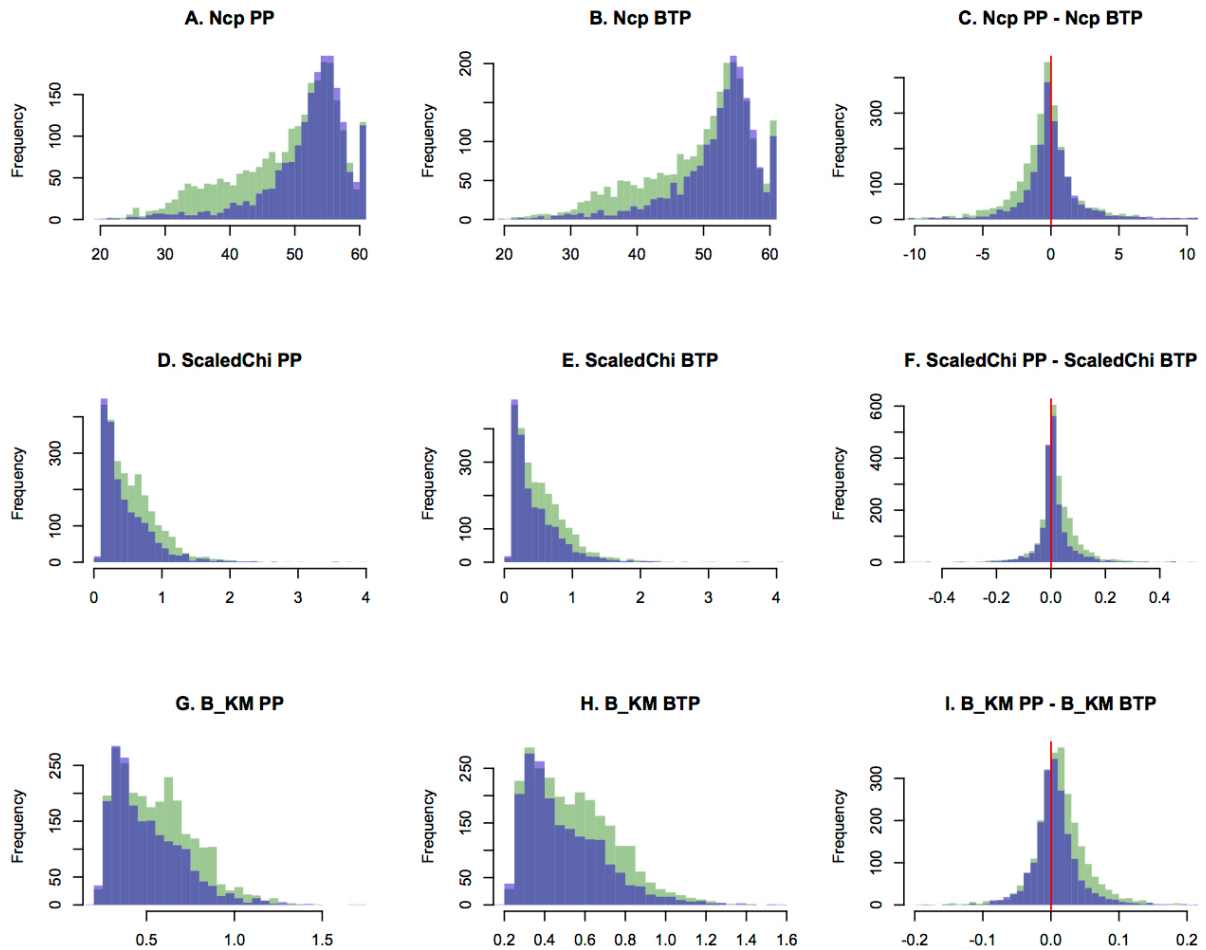 A. Ncp PP
Frequency
0 50 100 150
20 30 40 50 60
B. Ncp BTP
Frequency
0 50 100 200
20 30 40 50 60
C. Ncp PP - Ncp BTP
Frequency
0 100 300
-10 -5 0 5 10
D. ScaledChi PP
Frequency
0 100 300
0 1 2 3 4
E. ScaledChi BTP
Frequency
0 100 300
0 1 2 3 4
F. ScaledChi PP - ScaledChi BTP
Frequency
0 200 400 600
-0.4 -0.2 0.0 0.2 0.4
G. B_KM PP
Frequency
0 50 150 250
0.5 1.0 1.5
H. B_KM BTP
Frequency
0 50 150 250
0.2 0.4 0.6 0.8 1.0 1.2 1.4 1.6
I. B_KM PP - B_KM BTP
Frequency
0 100 300
-0.2 -0.1 0.0 0.1 0.2